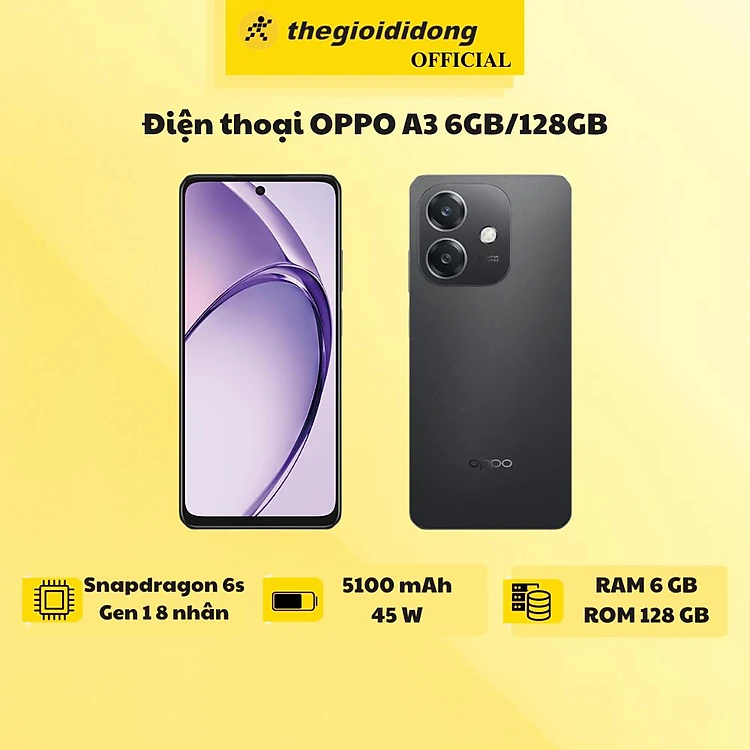 thegioididong
OFFICIAL
Điện thoại OPPO A3 6GB/128GB
oppo
Snapdragon 6s
Gen 1 8 nhân
5100 mAh
45 W
RAM 6 GB
ROM 128 GB